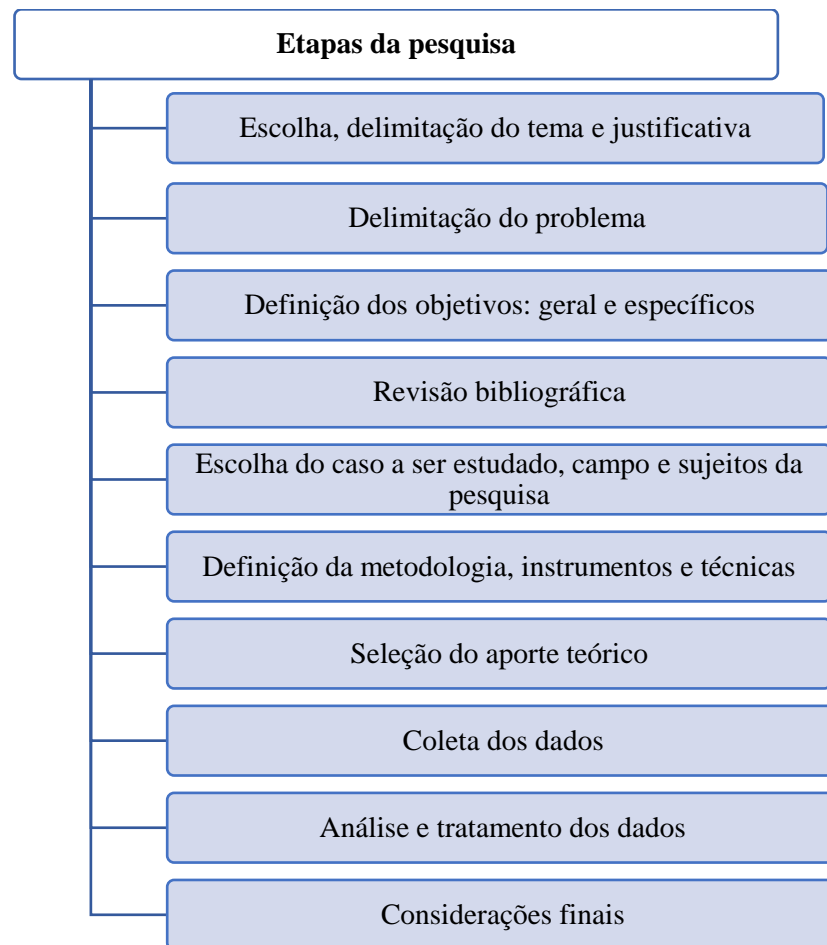 Etapas da pesquisa
Escolha, delimitação do tema e justificativa
Delimitação do problema
Definição dos objetivos: geral e específicos
Revisão bibliográfica
Escolha do caso a ser estudado, campo e sujeitos da
pesquisa
Definição da metodologia, instrumentos e técnicas
Seleção do aporte teórico
Coleta dos dados
Análise e tratamento dos dados
Considerações finais